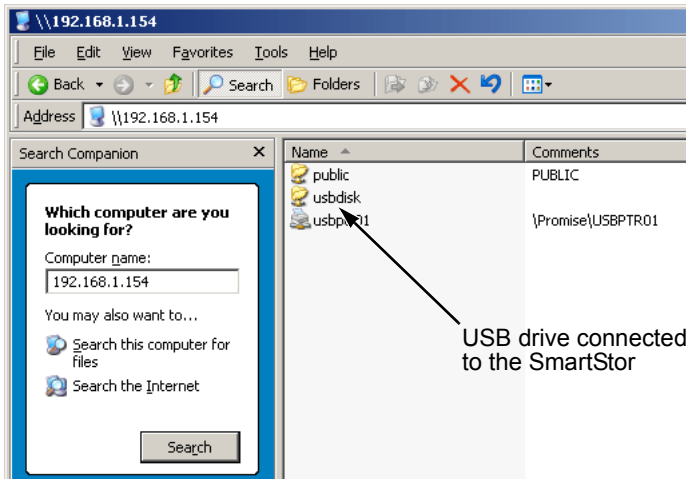 \\192.168.1.154
File Edit View Favorites Tools Help
Back Search Folders
Address \\192.168.1.154
Search Companion
Name Comments
public PUBLIC
usbdisk
\Promise\USBPTR01
Which computer are you
looking for?
Computer name:
192.168.1.154
You may also want to...
Search this computer for
files
Search the Internet
Search
USB drive connected
to the SmartStor